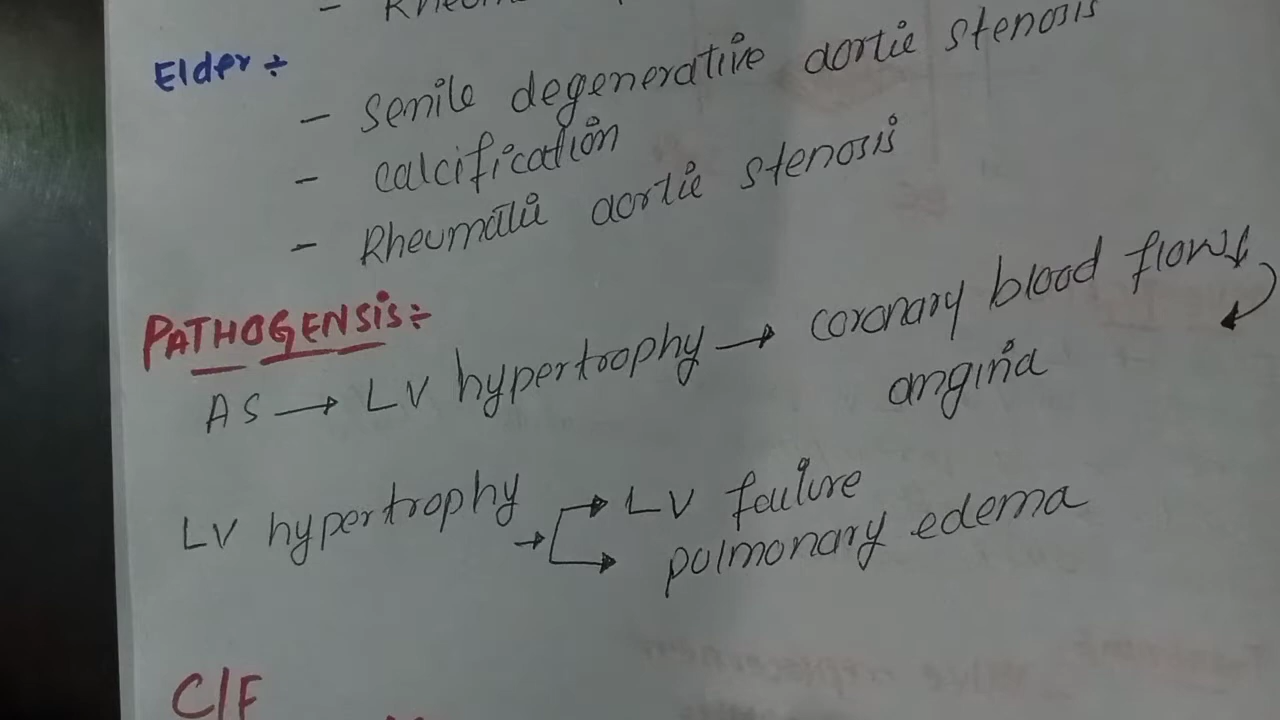 - Rheum
Elder ÷
- senile degenerative aortic stenosis
- calcification
- Rheumatic aortic stenosis
PATHOGENSIS ÷
AS → LV hypertrophy → coronary blood flow↓
angina
LV hypertrophy → LV failure
pulmonary edema
C/F